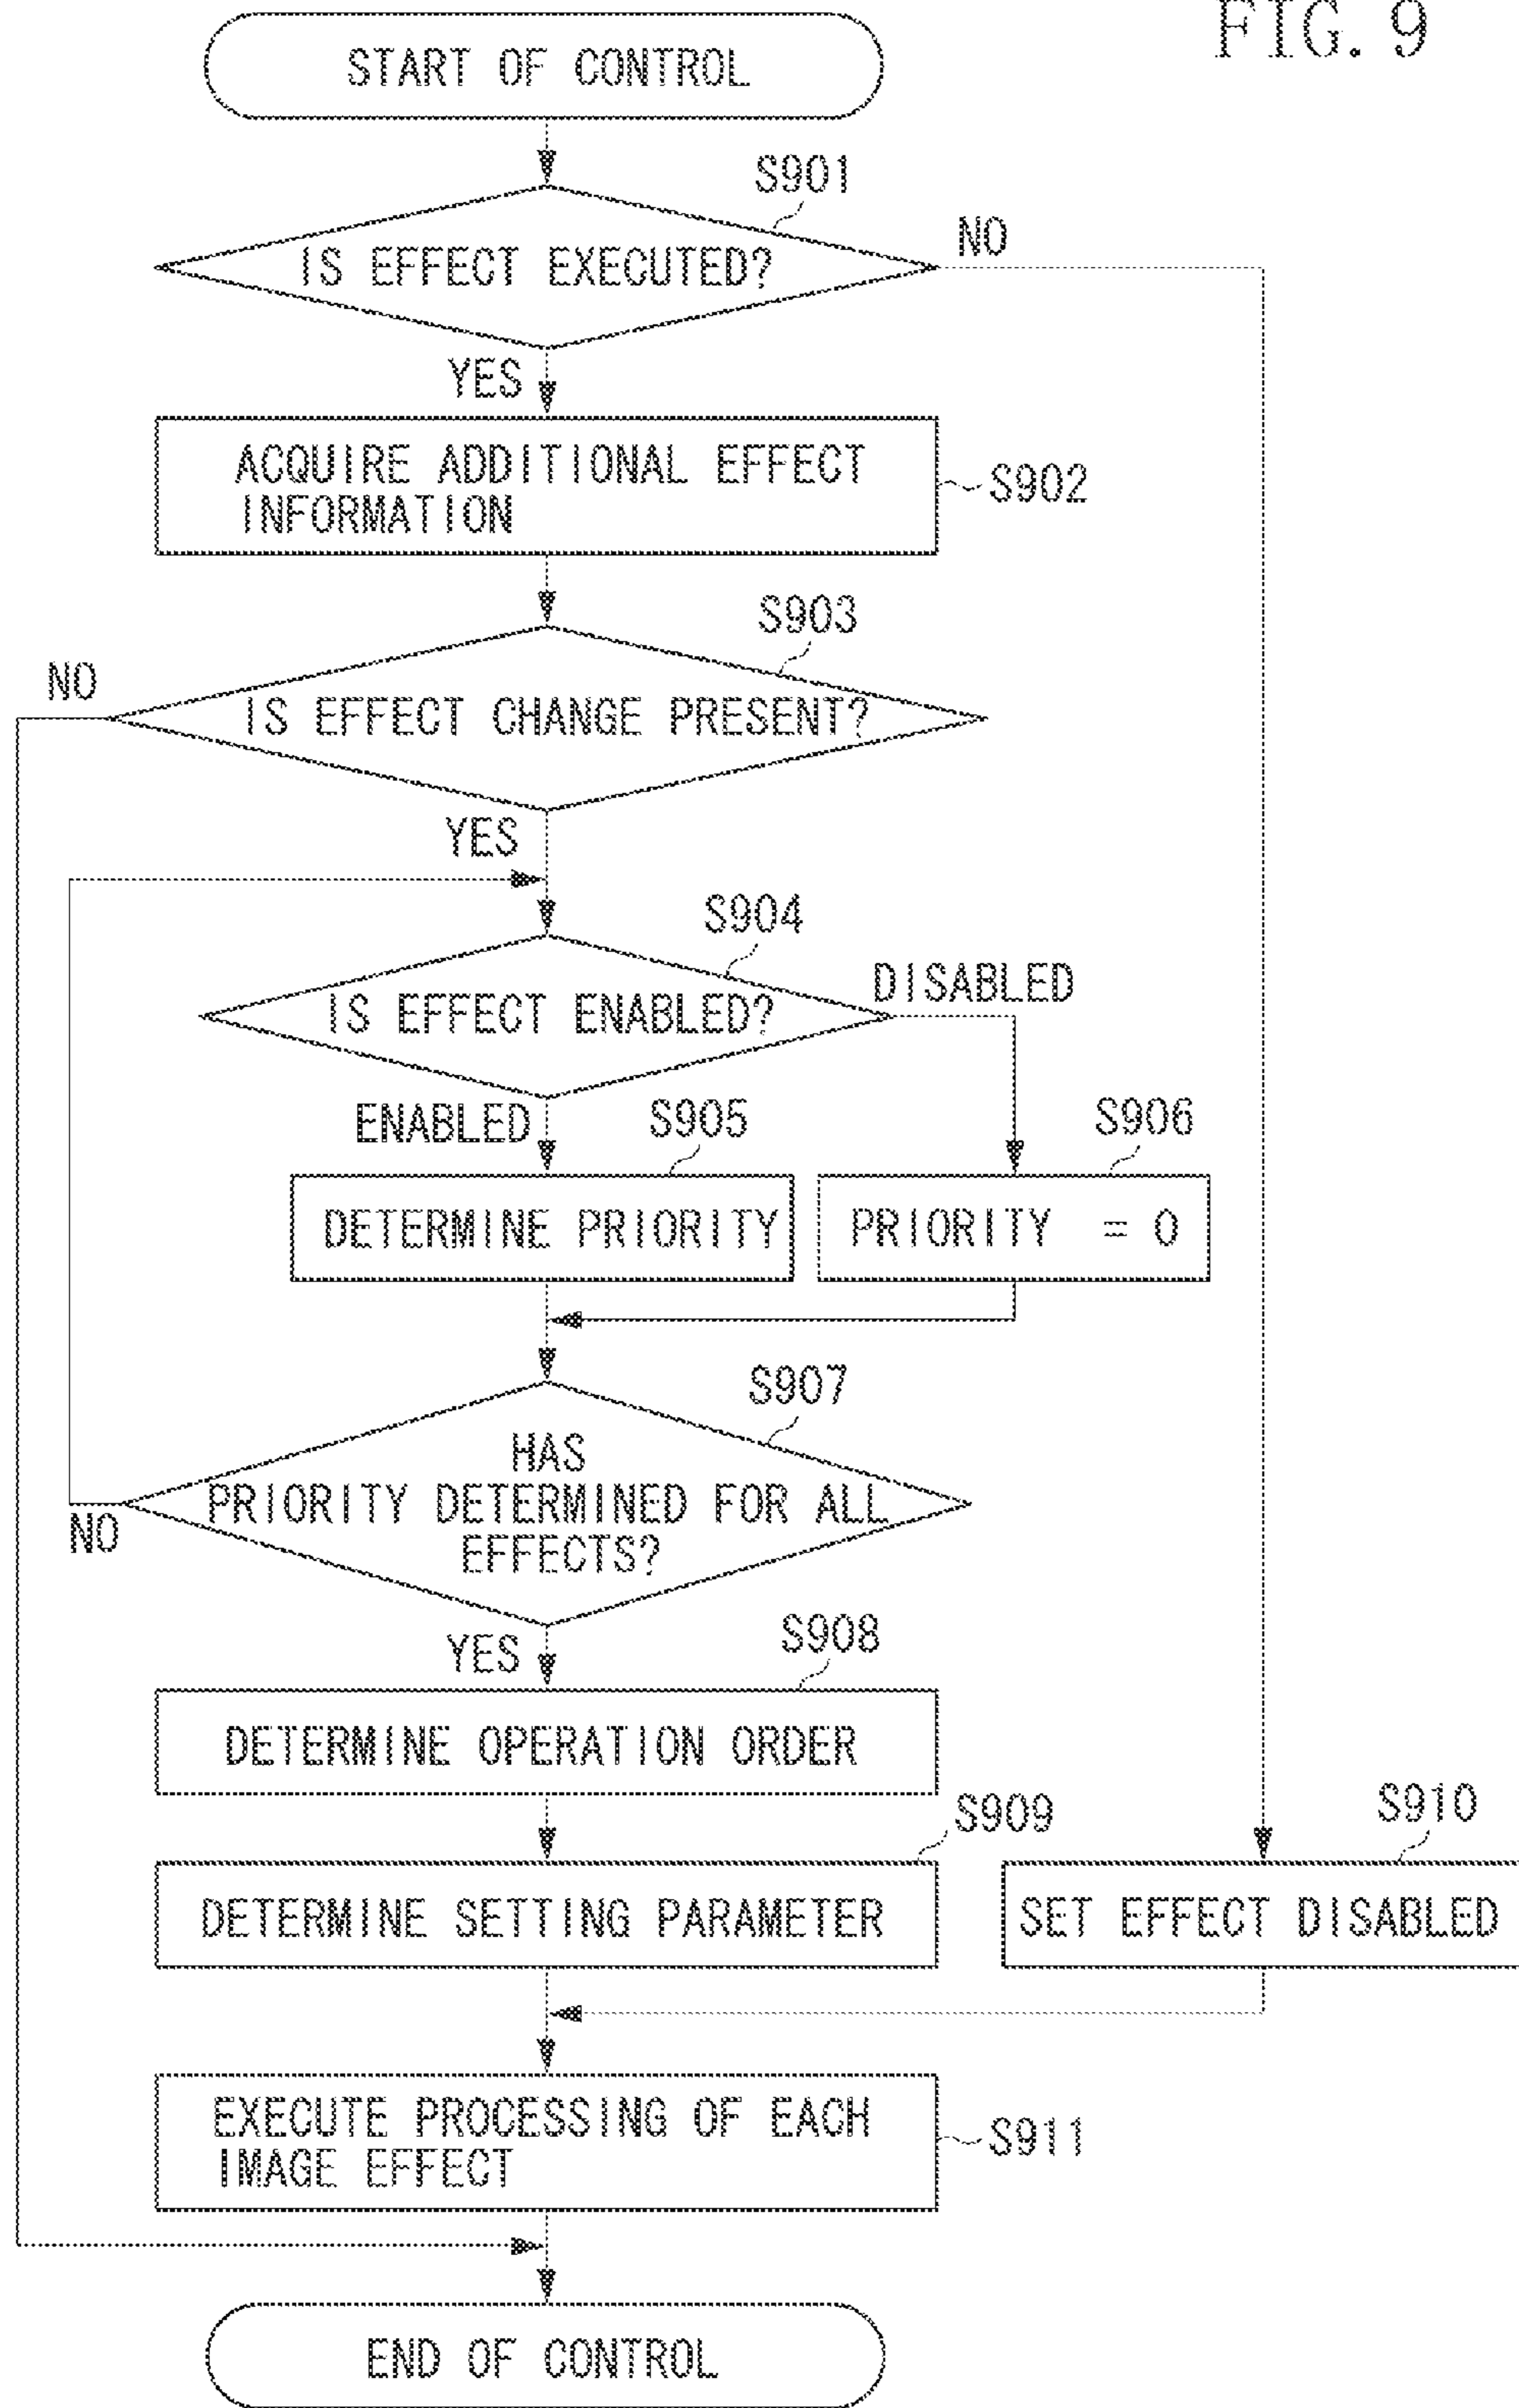 FIG. 9
START OF CONTROL
S901
IS EFFECT EXECUTED?
NO
YES
ACQUIRE ADDITIONAL EFFECT
INFORMATION
S902
S903
NO
IS EFFECT CHANGE PRESENT?
YES
S904
IS EFFECT ENABLED?
DISABLED
ENABLED
S905
S906
DETERMINE PRIORITY
PRIORITY = 0
S907
HAS
PRIORITY DETERMINED FOR ALL
EFFECTS?
NO
YES
S908
DETERMINE OPERATION ORDER
S909
S910
DETERMINE SETTING PARAMETER
SET EFFECT DISABLED
EXECUTE PROCESSING OF EACH
IMAGE EFFECT
S911
END OF CONTROL